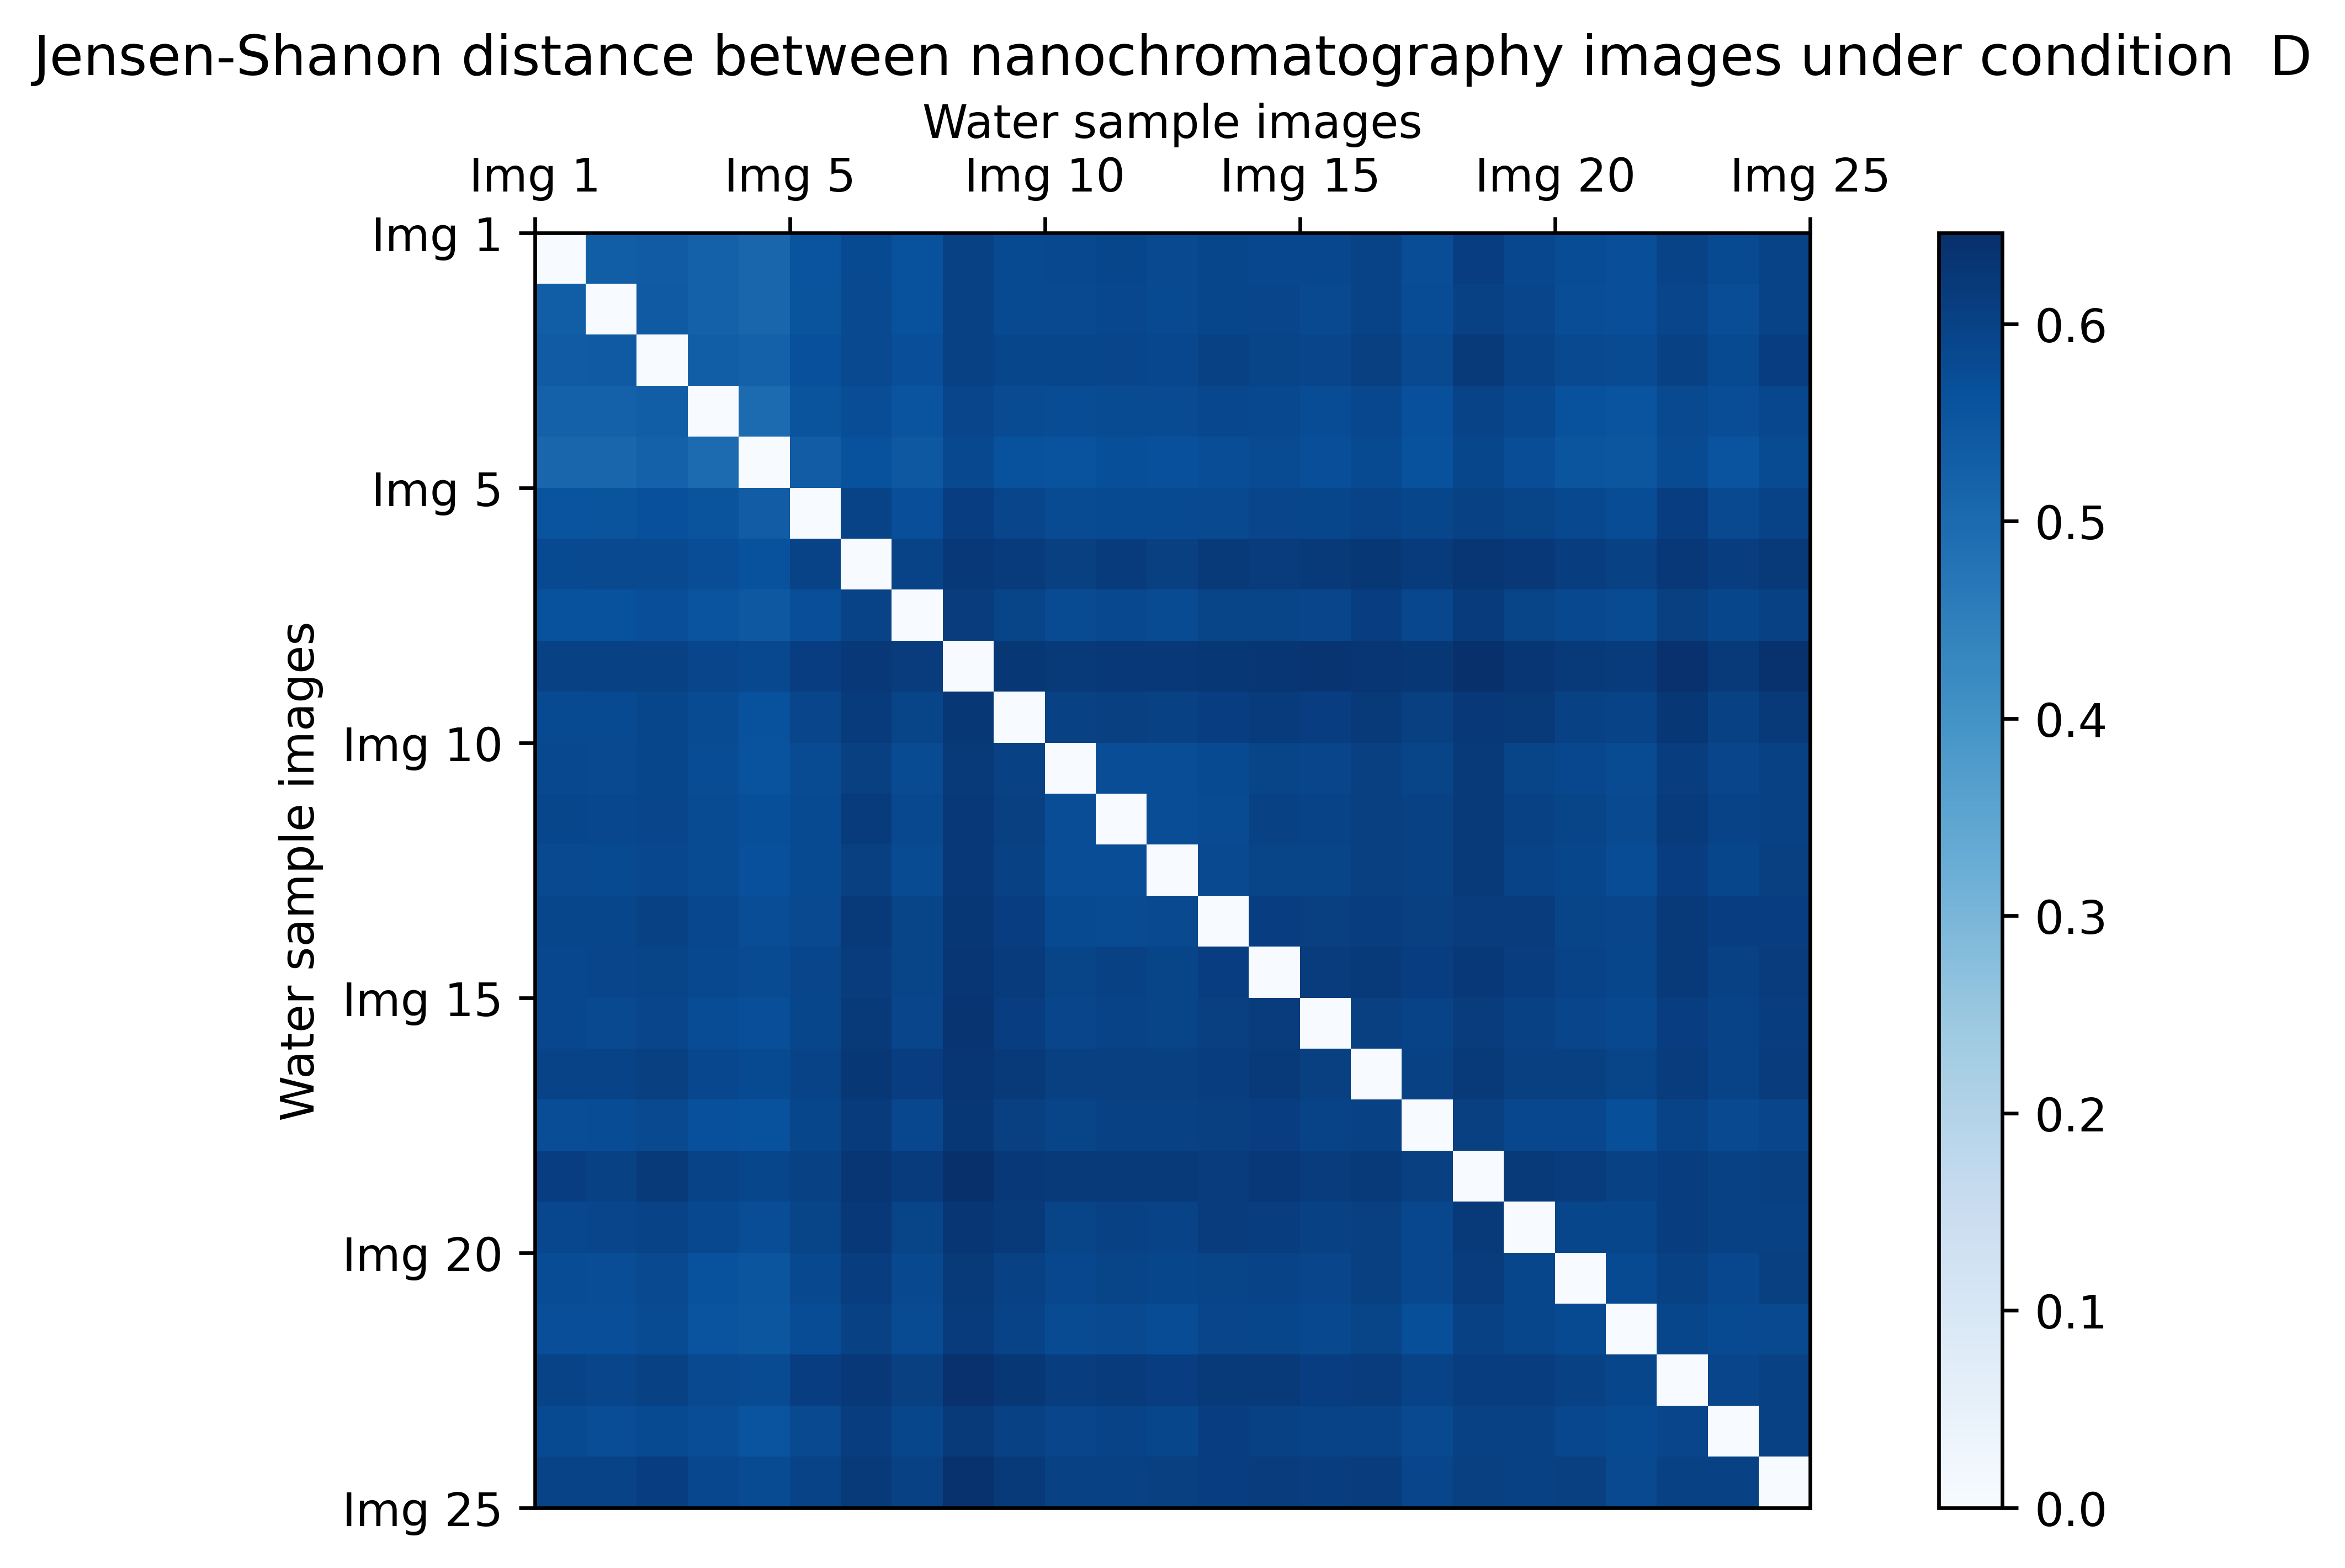 Jensen-Shanon distance between nanochromatography images under condition  D
Water sample images
Img 1 Img 5 Img 10 Img 15 Img 20 Img 25
Img 1
Img 5
Img 10
Img 15
Img 20
Img 25
Water sample images
0.6
0.5
0.4
0.3
0.2
0.1
0.0